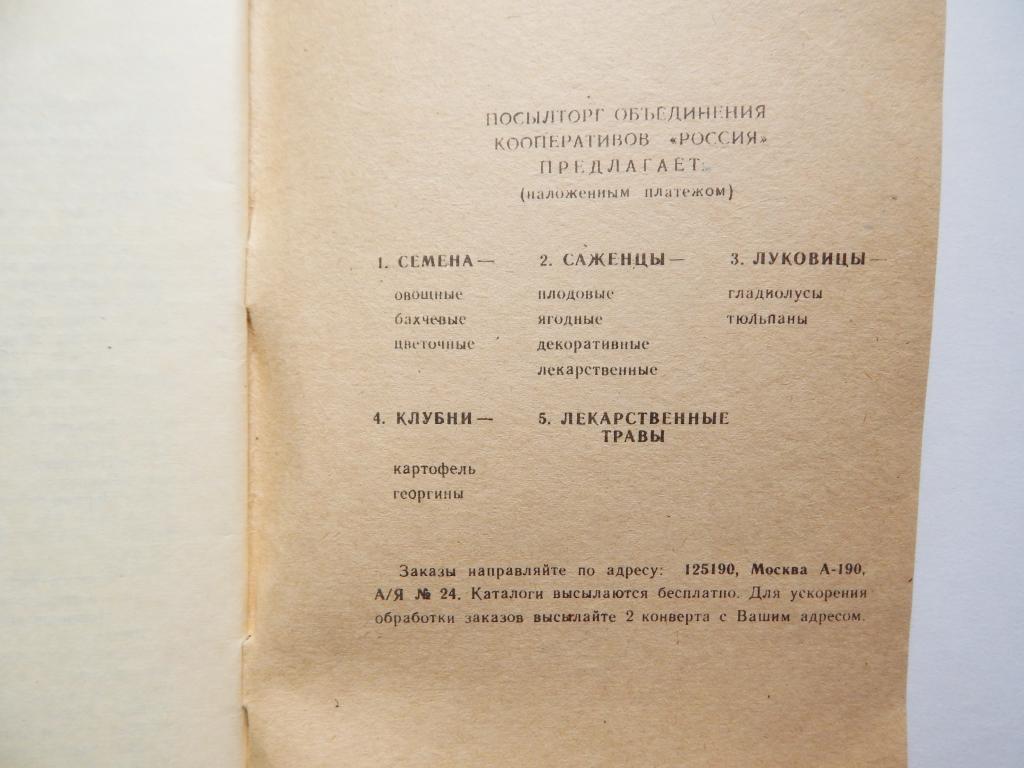 ПОСЫЛТОРГ ОБЪЕДИНЕНИЯ
КООПЕРАТИВОВ «РОССИЯ»
ПРЕДЛАГАЕТ:
(наложенным платежом)
1. СЕМЕНА —
овощные
бахчевые
цветочные
2. САЖЕНЦЫ —
плодовые
ягодные
декоративные
лекарственные
3. ЛУКОВИЦЫ —
гладиолусы
тюльпаны
4. КЛУБНИ —
картофель
георгины
5. ЛЕКАРСТВЕННЫЕ
ТРАВЫ
Заказы направляйте по адресу: 125190, Москва А-190,
А/Я № 24. Каталоги высылаются бесплатно. Для ускорения
обработки заказов высылайте 2 конверта с Вашим адресом.